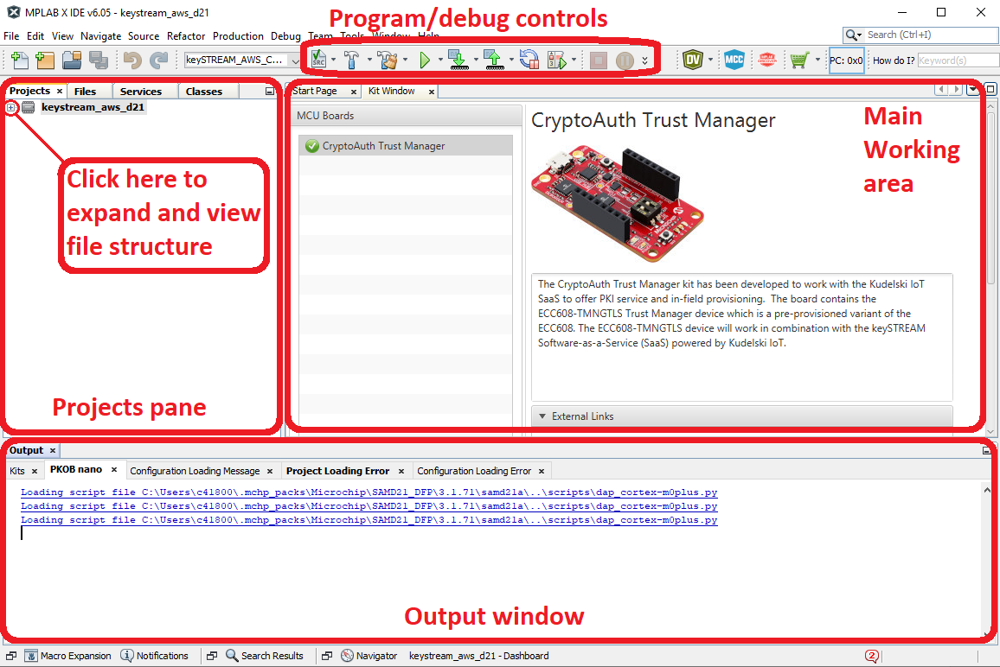 MPLAB X IDE v6.05 - keystream_aws_d21
Program/debug controls
File Edit View Navigate Source Refactor Production Debug Team Tools Window Help
Search (Ctrl+I)
keySTREAM_AWS_C...
SRC
DV
MCC
PC: 0x0
How do I?
Keyword(s)
Projects
Files
Services
Classes
Start Page
Kit Window
keystream_aws_d21
MCU Boards
CryptoAuth Trust Manager
CryptoAuth Trust Manager
Main
Working
area
Click here to
expand and view
file structure
The CryptoAuth Trust Manager kit has been developed to work with the Kudelski IoT
SaaS to offer PKI service and in-field provisioning.  The board contains the
ECC608-TMNGTLS Trust Manager device which is a pre-provisioned variant of the
ECC608. The ECC608-TMNGTLS device will work in combination with the keySTREAM
Software-as-a-Service (SaaS) powered by Kudelski IoT.
Projects pane
External Links
Output
Kits
PKOB nano
Configuration Loading Message
Project Loading Error
Configuration Loading Error
Loading script file C:\Users\c41800\.mchp_packs\Microchip\SAMD21_DFP\3.1.71\samd21a\..\scripts\dap_cortex-m0plus.py
Loading script file C:\Users\c41800\.mchp_packs\Microchip\SAMD21_DFP\3.1.71\samd21a\..\scripts\dap_cortex-m0plus.py
Loading script file C:\Users\c41800\.mchp_packs\Microchip\SAMD21_DFP\3.1.71\samd21a\..\scripts\dap_cortex-m0plus.py
Output window
Macro Expansion
Notifications
Search Results
Navigator
keystream_aws_d21 - Dashboard
2